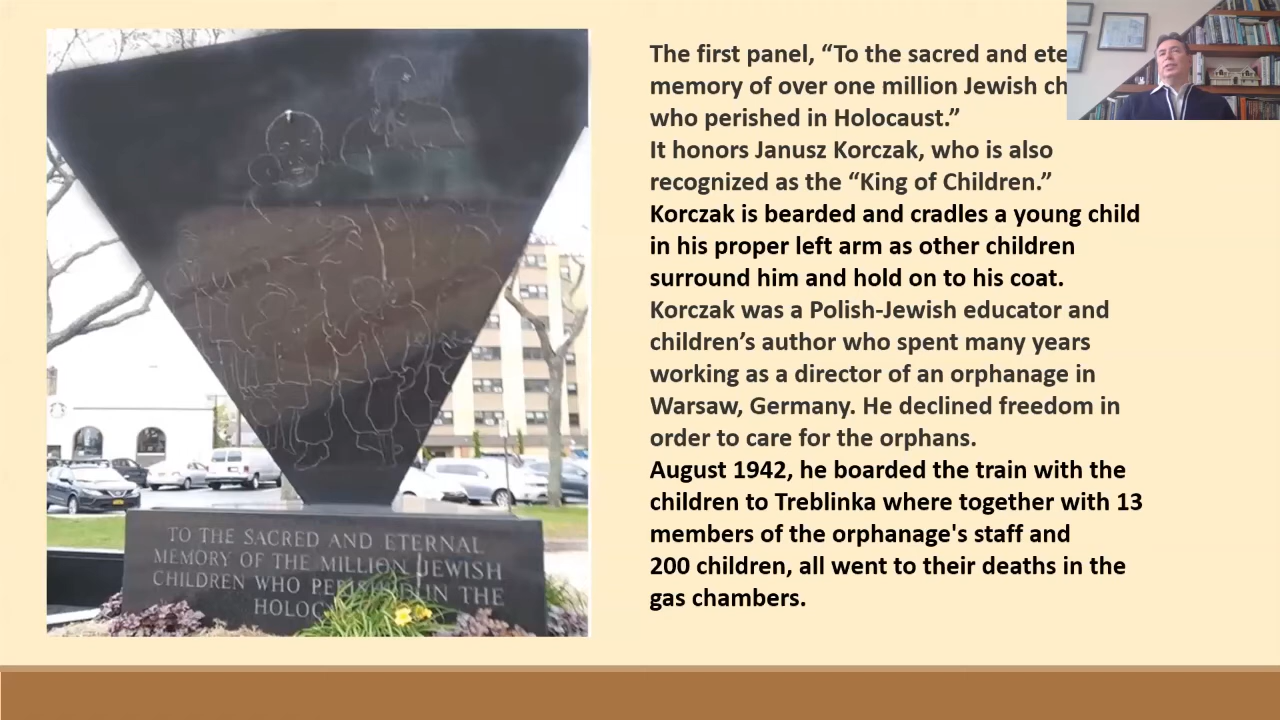 The first panel, “To the sacred and ete
memory of over one million Jewish ch
who perished in Holocaust.”
It honors Janusz Korczak, who is also
recognized as the “King of Children.”
Korczak is bearded and cradles a young child
in his proper left arm as other children
surround him and hold on to his coat.
Korczak was a Polish-Jewish educator and
children’s author who spent many years
working as a director of an orphanage in
Warsaw, Germany. He declined freedom in
order to care for the orphans.
August 1942, he boarded the train with the
children to Treblinka where together with 13
members of the orphanage's staff and
200 children, all went to their deaths in the
gas chambers.
TO THE SACRED AND ETERNAL
MEMORY OF THE MILLION JEWISH
CHILDREN WHO PERISHED IN THE
HOLOC